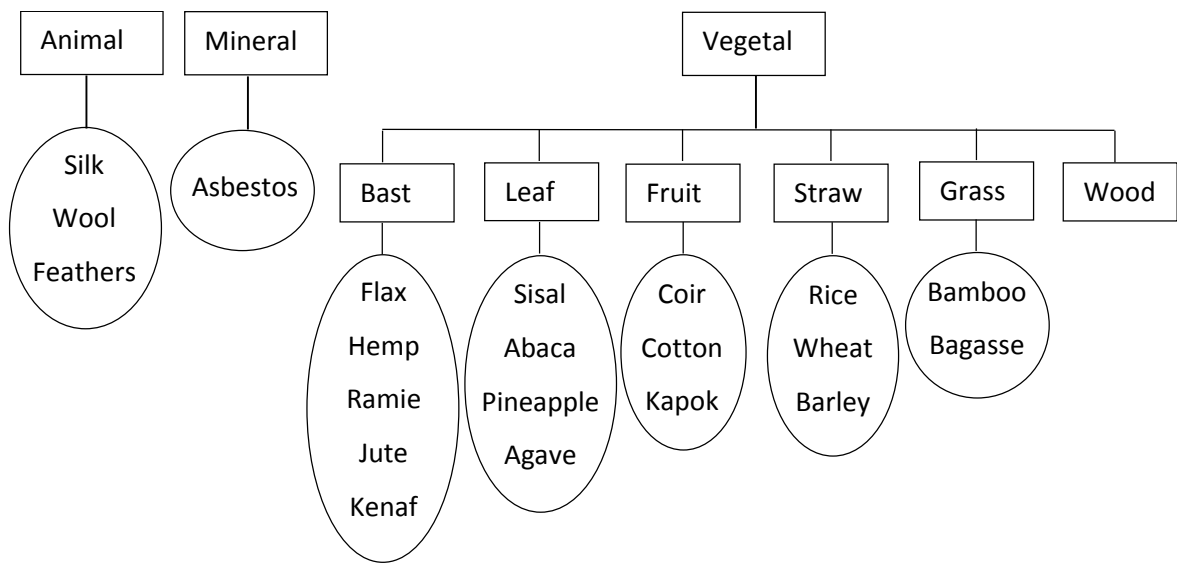 Animal
Mineral
Vegetal
Silk
Wool
Feathers
Asbestos
Bast
Leaf
Fruit
Straw
Grass
Wood
Flax
Hemp
Ramie
Jute
Kenaf
Sisal
Abaca
Pineapple
Agave
Coir
Cotton
Kapok
Rice
Wheat
Barley
Bamboo
Bagasse